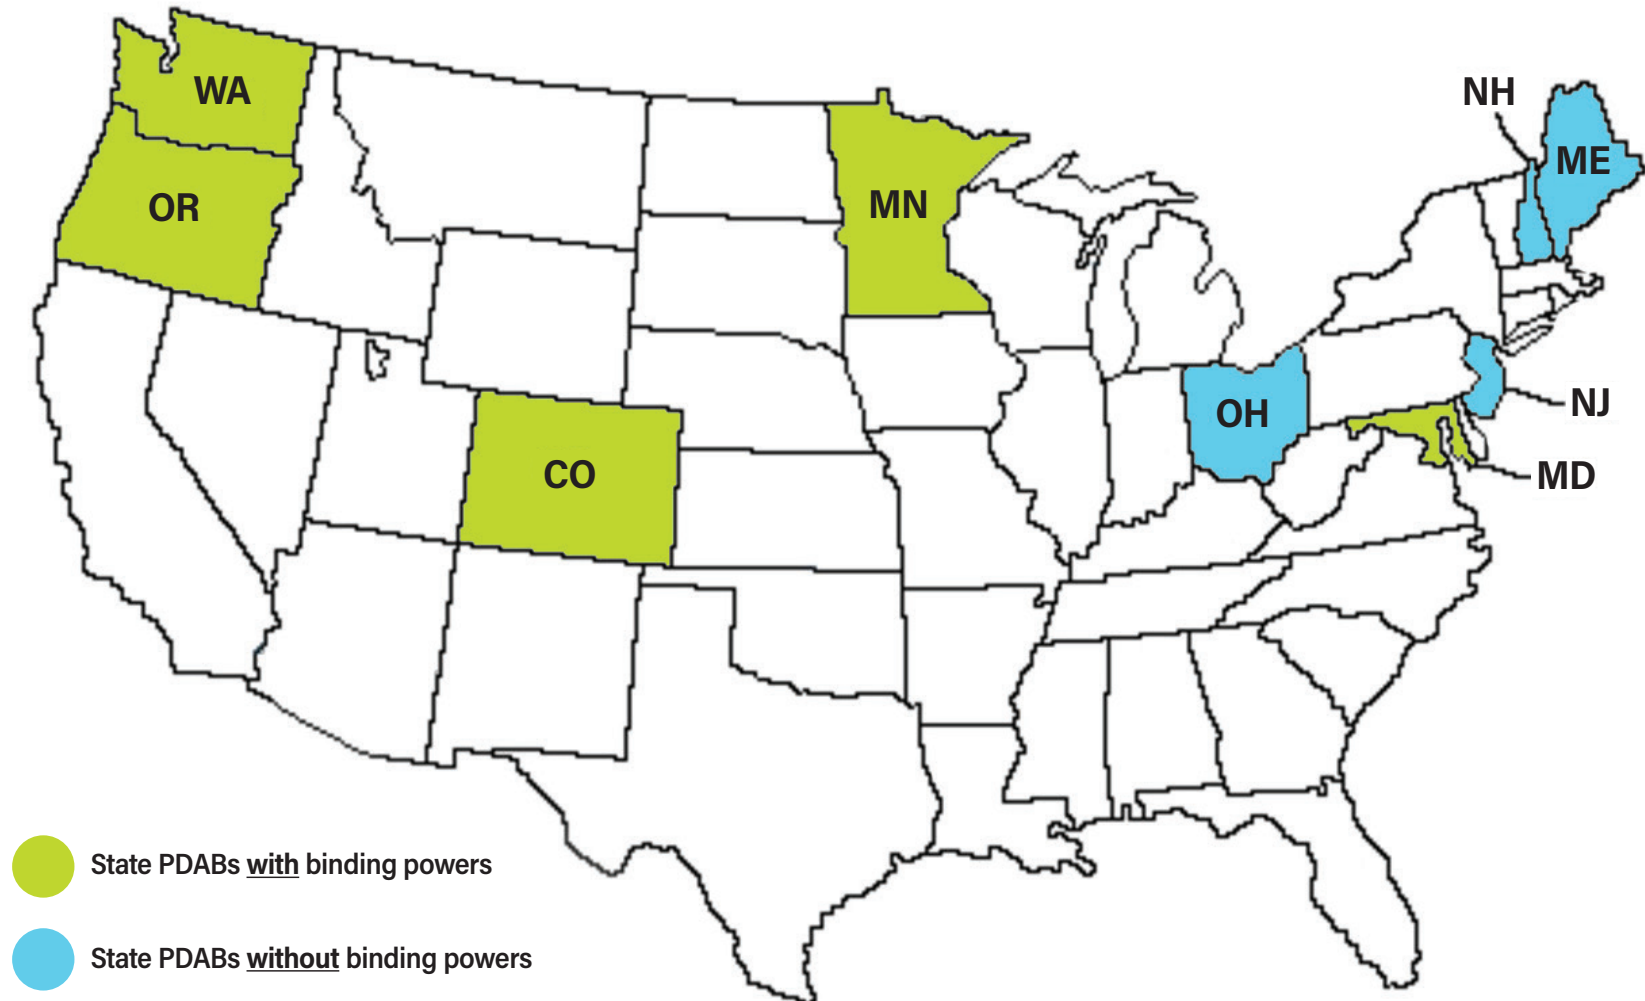 WA
NH
ME
OR
MN
NJ
OH
CO
MD
State PDABs with binding powers
State PDABs without binding powers